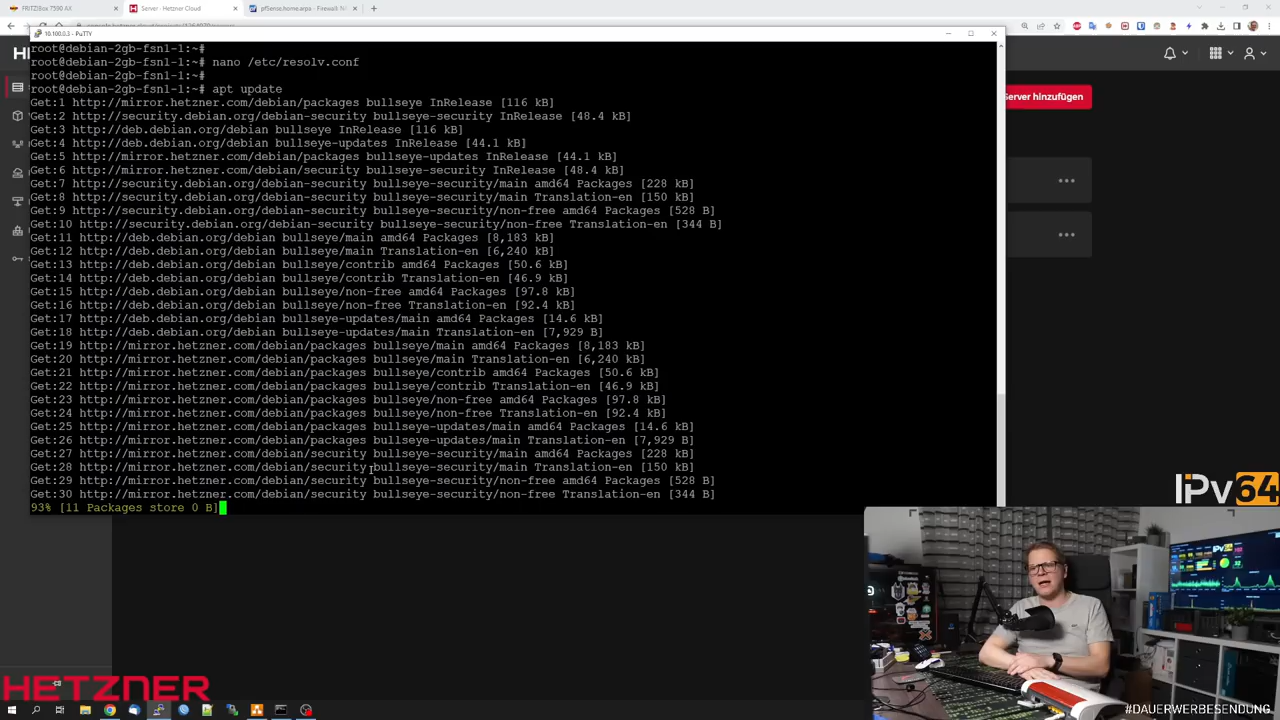 FRITZ!Box 7590 AX
Server · Hetzner Cloud
pfSense.home.arpa - Firewall: N
10.100.0.3 - PuTTY
root@debian-2gb-fsn1-1:~#
root@debian-2gb-fsn1-1:~# nano /etc/resolv.conf
root@debian-2gb-fsn1-1:~#
root@debian-2gb-fsn1-1:~# apt update
Get:1 http://mirror.hetzner.com/debian/packages bullseye InRelease [116 kB]
Get:2 http://security.debian.org/debian-security bullseye-security InRelease [48.4 kB]
Get:3 http://deb.debian.org/debian bullseye InRelease [116 kB]
Get:4 http://deb.debian.org/debian bullseye-updates InRelease [44.1 kB]
Get:5 http://mirror.hetzner.com/debian/packages bullseye-updates InRelease [44.1 kB]
Get:6 http://mirror.hetzner.com/debian/security bullseye-security InRelease [48.4 kB]
Get:7 http://security.debian.org/debian-security bullseye-security/main amd64 Packages [228 kB]
Get:8 http://security.debian.org/debian-security bullseye-security/main Translation-en [150 kB]
Get:9 http://security.debian.org/debian-security bullseye-security/non-free amd64 Packages [528 B]
Get:10 http://security.debian.org/debian-security bullseye-security/non-free Translation-en [344 B]
Get:11 http://deb.debian.org/debian bullseye/main amd64 Packages [8,183 kB]
Get:12 http://deb.debian.org/debian bullseye/main Translation-en [6,240 kB]
Get:13 http://deb.debian.org/debian bullseye/contrib amd64 Packages [50.6 kB]
Get:14 http://deb.debian.org/debian bullseye/contrib Translation-en [46.9 kB]
Get:15 http://deb.debian.org/debian bullseye/non-free amd64 Packages [97.8 kB]
Get:16 http://deb.debian.org/debian bullseye/non-free Translation-en [92.4 kB]
Get:17 http://deb.debian.org/debian bullseye-updates/main amd64 Packages [14.6 kB]
Get:18 http://deb.debian.org/debian bullseye-updates/main Translation-en [7,929 B]
Get:19 http://mirror.hetzner.com/debian/packages bullseye/main amd64 Packages [8,183 kB]
Get:20 http://mirror.hetzner.com/debian/packages bullseye/main Translation-en [6,240 kB]
Get:21 http://mirror.hetzner.com/debian/packages bullseye/contrib amd64 Packages [50.6 kB]
Get:22 http://mirror.hetzner.com/debian/packages bullseye/contrib Translation-en [46.9 kB]
Get:23 http://mirror.hetzner.com/debian/packages bullseye/non-free amd64 Packages [97.8 kB]
Get:24 http://mirror.hetzner.com/debian/packages bullseye/non-free Translation-en [92.4 kB]
Get:25 http://mirror.hetzner.com/debian/packages bullseye-updates/main amd64 Packages [14.6 kB]
Get:26 http://mirror.hetzner.com/debian/packages bullseye-updates/main Translation-en [7,929 B]
Get:27 http://mirror.hetzner.com/debian/security bullseye-security/main amd64 Packages [228 kB]
Get:28 http://mirror.hetzner.com/debian/security bullseye-security/main Translation-en [150 kB]
Get:29 http://mirror.hetzner.com/debian/security bullseye-security/non-free amd64 Packages [528 B]
Get:30 http://mirror.hetzner.com/debian/security bullseye-security/non-free Translation-en [344 B]
93% [11 Packages store 0 B]
Server hinzufügen
IPv64
HETZNER
#DAUERWERBESENDUNG